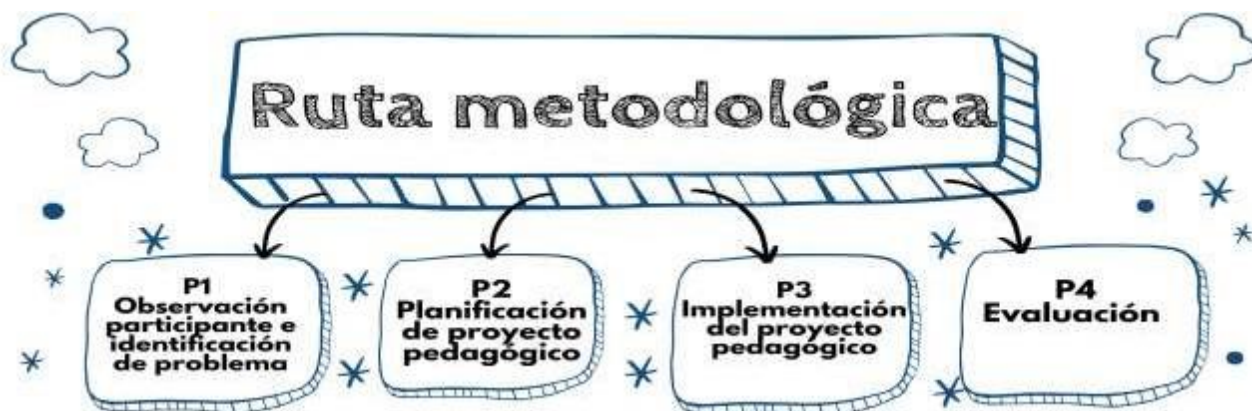 Ruta metodológica
P1
Observación
participante e
identificación
de problema
P2
Planificación
de proyecto
pedagógico
P3
Implementación
del proyecto
pedagógico
P4
Evaluación